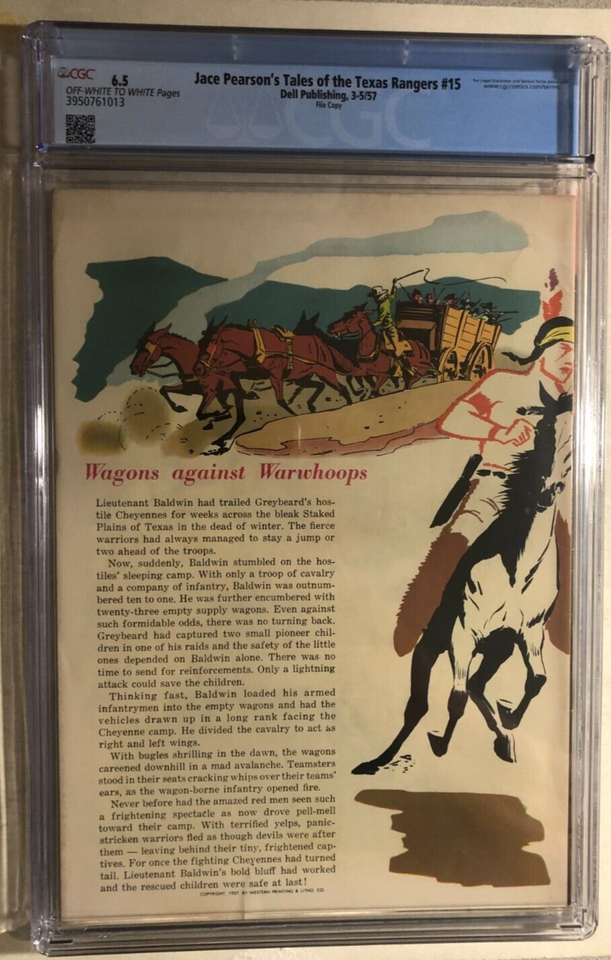 CGC
6.5
OFF-WHITE TO WHITE Pages
3950761013
Jace Pearson's Tales of the Texas Rangers #15
Dell Publishing, 3-5/57
File Copy
CGC
Wagons against Warwhoops
Lieutenant Baldwin had trailed Greybeard's hos-
tile Cheyennes for weeks across the bleak Staked
Plains of Texas in the dead of winter. The fierce
warriors had always managed to stay a jump or
two ahead of the troops.
Now, suddenly, Baldwin stumbled on the hos-
tiles' sleeping camp. With only a troop of cavalry
and a company of infantry, Baldwin was outnum-
bered ten to one. He was further encumbered with
twenty-three empty supply wagons. Even against
such formidable odds, there was no turning back.
Greybeard had captured two small pioneer chil-
dren in one of his raids and the safety of the little
ones depended on Baldwin alone. There was no
time to send for reinforcements. Only a lightning
attack could save the children.
Thinking fast, Baldwin loaded his armed
infantrymen into the empty wagons and had the
vehicles drawn up in a long rank facing the
Cheyenne camp. He divided the cavalry to act as
right and left wings.
With bugles shrilling in the dawn, the wagons
careened downhill in a mad avalanche. Teamsters
stood in their seats cracking whips over their teams'
ears, as the wagon-borne infantry opened fire.
Never before had the amazed red men seen such
a frightening spectacle as now drove pell-mell
toward their camp. With terrified yelps, panic-
stricken warriors fled as though devils were after
them — leaving behind their tiny, frightened cap-
tives. For once the fighting Cheyennes had turned
tail. Lieutenant Baldwin's bold bluff had worked
and the rescued children were safe at last!
COPYRIGHT 1957, BY WESTERN PRINTING & LITHO. CO.